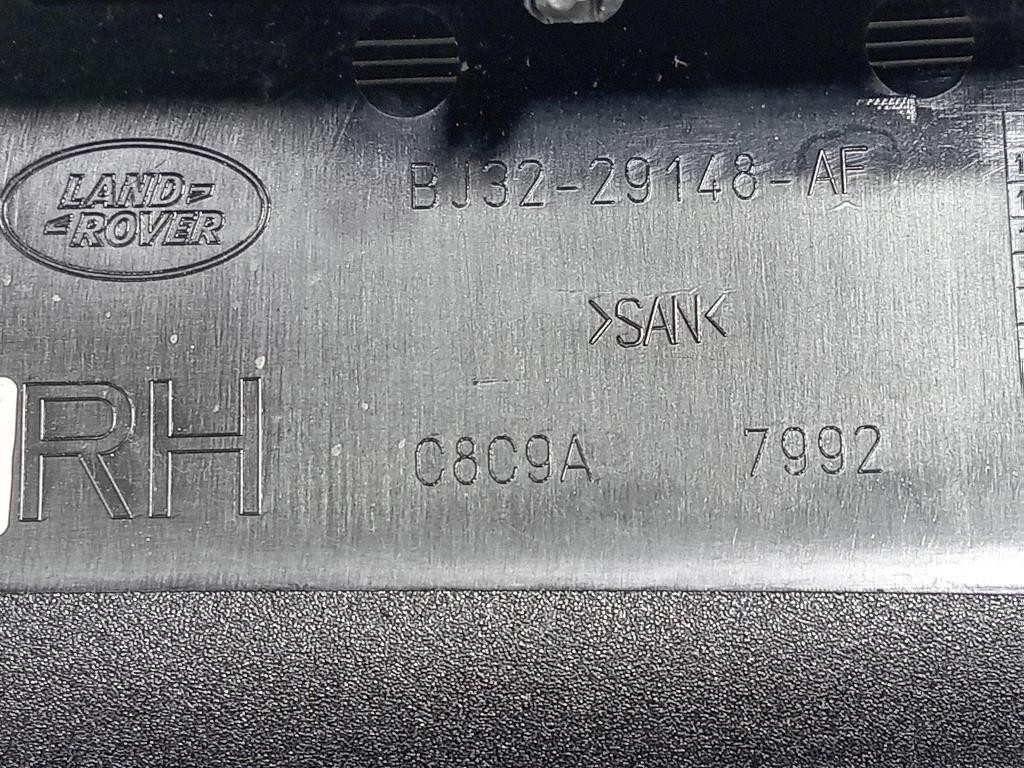 LAND
ROVER
BJ32-29148-AF
>SAN<
RH
C8C9A 7992